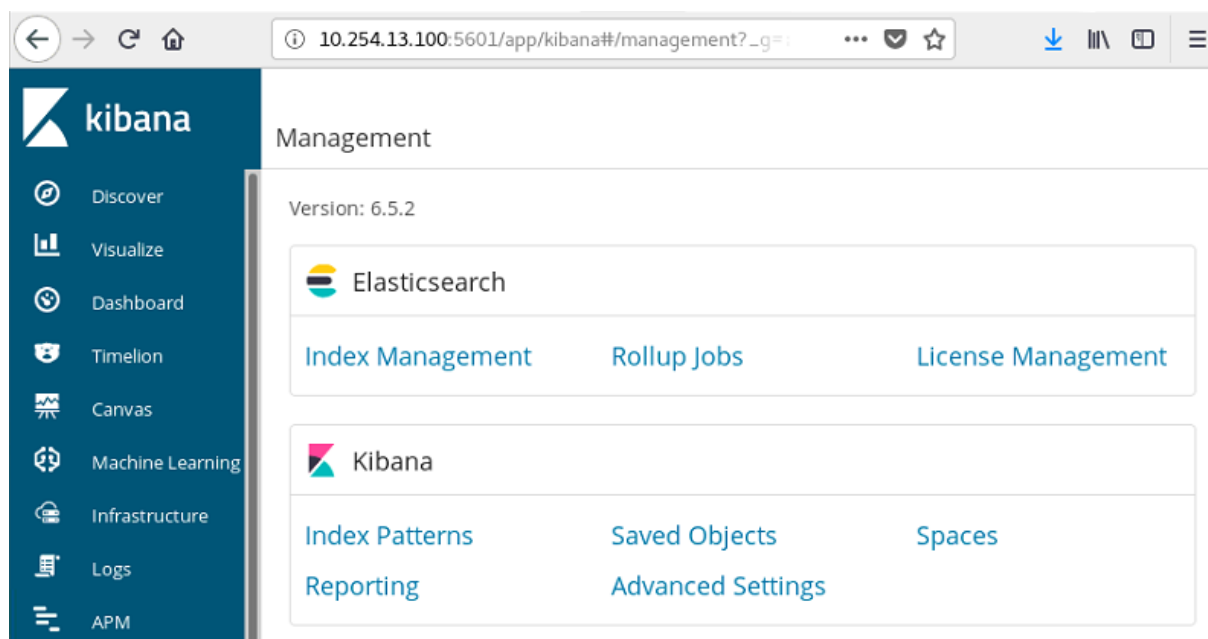 10.254.13.100:5601/app/kibana#/management?_g=
kibana
Discover
Visualize
Dashboard
Timelion
Canvas
Machine Learning
Infrastructure
Logs
APM
Management
Version: 6.5.2
Elasticsearch
Index Management Rollup Jobs License Management
Kibana
Index Patterns Saved Objects Spaces
Reporting Advanced Settings